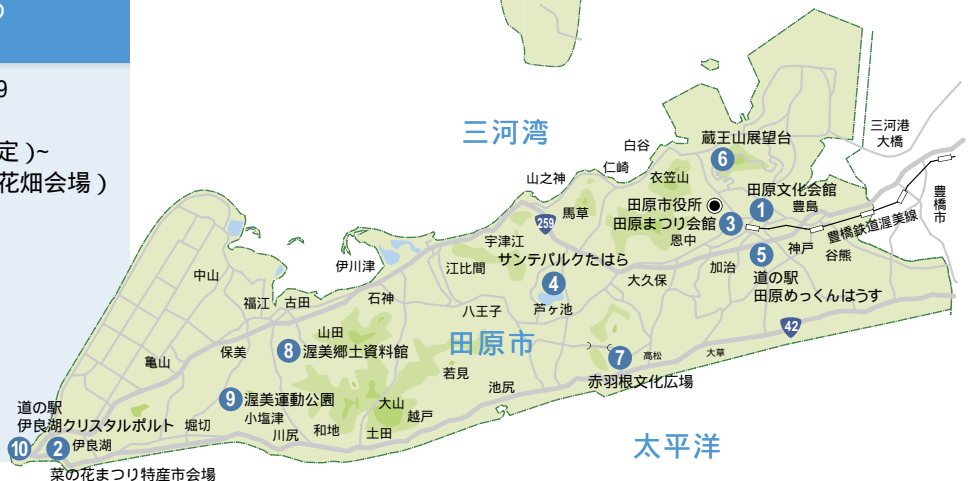 の
9
定)~
花畑会場)
三河湾
白谷
仁崎
山之神
馬草
衣笠山
蔵王山展望台
6
三河港
大橋
田原文化会館
1
豊島
田原市役所
田原まつり会館
3
恩中
259
宇津江
サンテパルクたはら
4
芦ヶ池
江比間
伊川津
石神
八王子
大久保
加治
5
神戸
谷熊
豊橋鉄道渥美線
豊橋市
道の駅
田原めっくんはうす
42
中山
福江
古田
山田
保美
8
渥美郷土資料館
亀山
田原市
若見
池尻
7
高松
大草
赤羽根文化広場
9
渥美運動公園
小塩津
川尻
和地
大山
越戸
土田
堀切
道の駅
伊良湖クリスタルポルト
10
2
伊良湖
菜の花まつり特産市会場
太平洋